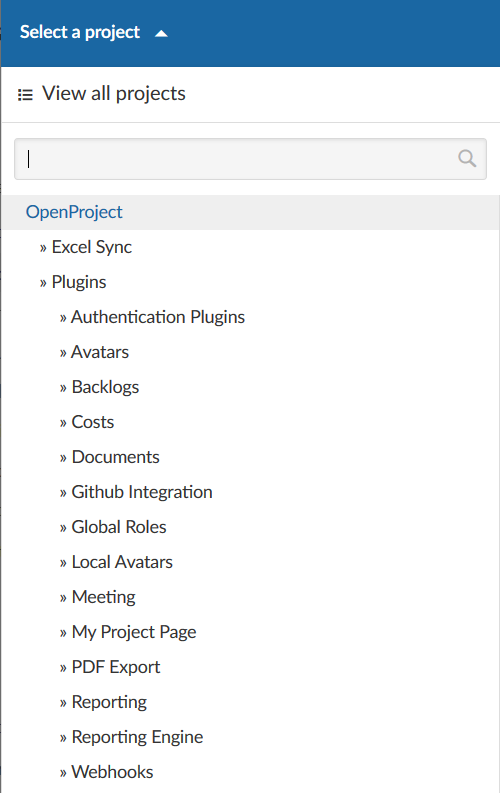 Select a project
View all projects
OpenProject
» Excel Sync
» Plugins
» Authentication Plugins
» Avatars
» Backlogs
» Costs
» Documents
» Github Integration
» Global Roles
» Local Avatars
» Meeting
» My Project Page
» PDF Export
» Reporting
» Reporting Engine
» Webhooks